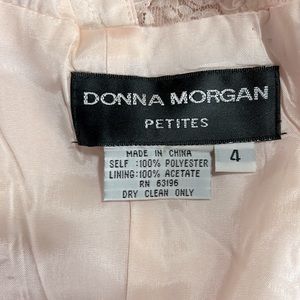 DONNA MORGAN
PETITES
MADE IN CHINA
SELF :100% POLYESTER
LINING:100% ACETATE
RN 63196
DRY CLEAN ONLY
4